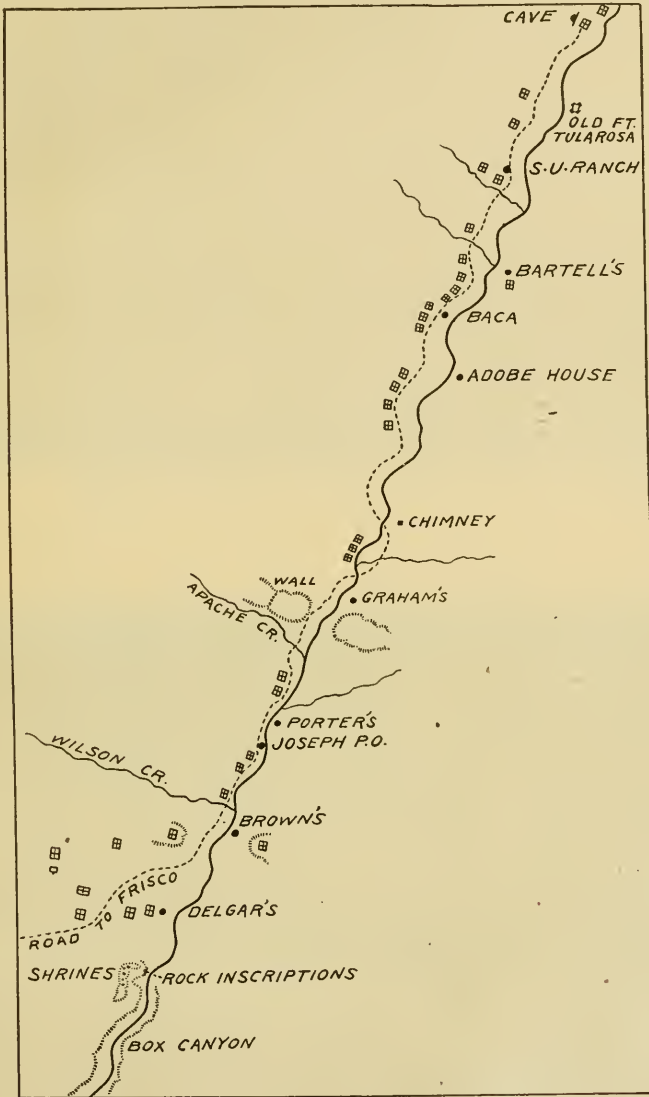 CAVE
OLD FT.
TULAROSA
S.U. RANCH
BARTELL'S
BACA
ADOBE HOUSE
CHIMNEY
WALL
APACHE CR.
GRAHAM'S
PORTER'S
JOSEPH P.O.
WILSON CR.
BROWN'S
ROAD TO FRISCO
DELGAR'S
SHRINES
ROCK INSCRIPTIONS
BOX CANYON